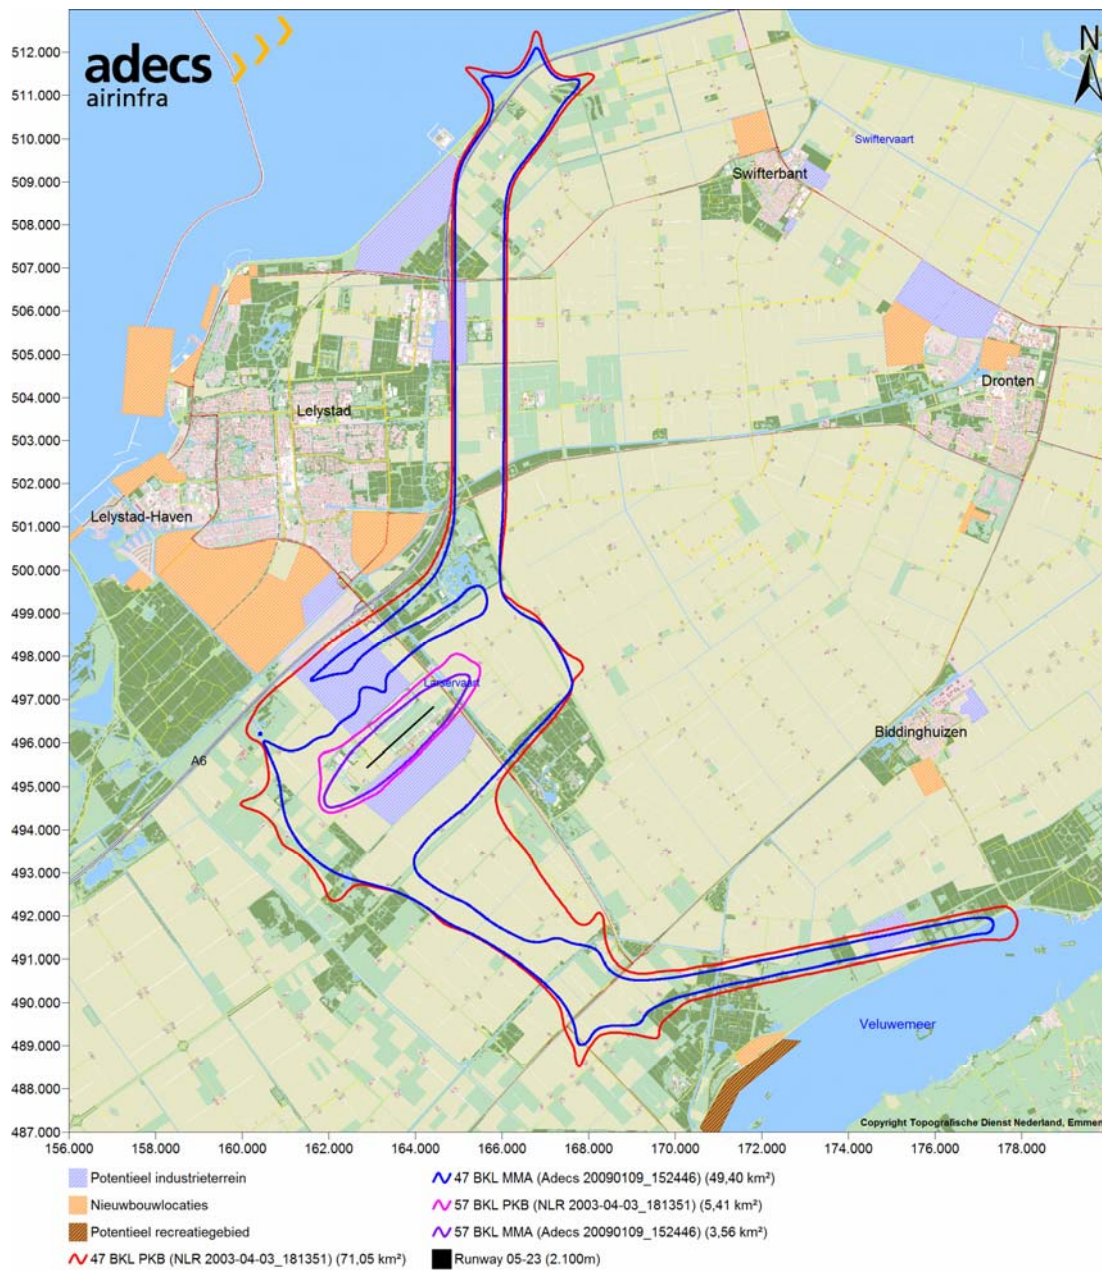 adecs
airinfra
N
512.000
511.000
510.000
509.000
508.000
507.000
506.000
505.000
504.000
503.000
502.000
501.000
500.000
499.000
498.000
497.000
496.000
495.000
494.000
493.000
492.000
491.000
490.000
489.000
488.000
487.000
Swiftervaart
Swifterbant
Dronten
Lelystad
Lelystad-Haven
Larservaart
Biddinghuizen
A6
Veluwemeer
Copyright Topografische Dienst Nederland, Emmen
156.000 158.000 160.000 162.000 164.000 166.000 168.000 170.000 172.000 174.000 176.000 178.000
Potentieel industrieterrein
Nieuwbouwlocaties
Potentieel recreatiegebied
47 BKL PKB (NLR 2003-04-03_181351) (71,05 km²)
47 BKL MMA (Adecs 20090109_152446) (49,40 km²)
57 BKL PKB (NLR 2003-04-03_181351) (5,41 km²)
57 BKL MMA (Adecs 20090109_152446) (3,56 km²)
Runway 05-23 (2.100m)